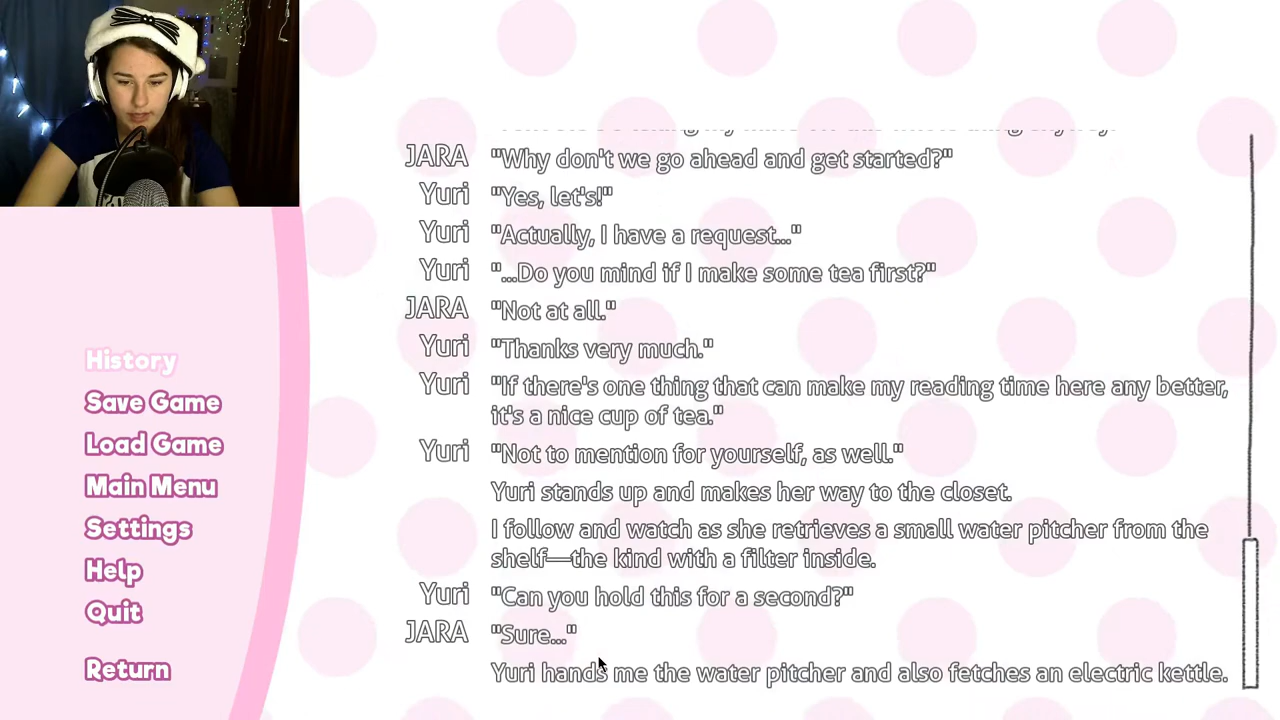 JARA "Why don't we go ahead and get started?"
Yuri "Yes, let's!"
Yuri "Actually, I have a request..."
Yuri "...Do you mind if I make some tea first?"
JARA "Not at all."
Yuri "Thanks very much."
Yuri "If there's one thing that can make my reading time here any better,
it's a nice cup of tea."
Yuri "Not to mention for yourself, as well."
Yuri stands up and makes her way to the closet.
I follow and watch as she retrieves a small water pitcher from the
shelf—the kind with a filter inside.
Yuri "Can you hold this for a second?"
JARA "Sure..."
Yuri hands me the water pitcher and also fetches an electric kettle.
History
Save Game
Load Game
Main Menu
Settings
Help
Quit
Return